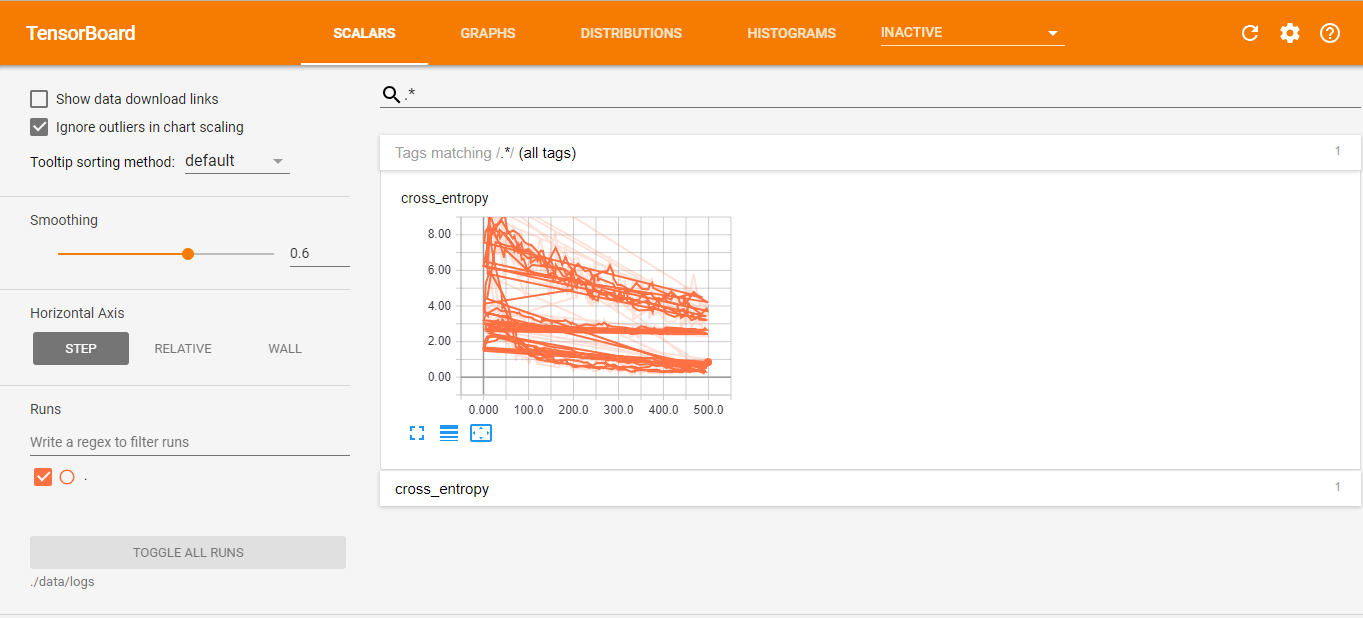 TensorBoard SCALARS GRAPHS DISTRIBUTIONS HISTOGRAMS INACTIVE
Show data download links
Ignore outliers in chart scaling
Tooltip sorting method: default
Smoothing
0.6
Horizontal Axis
STEP RELATIVE WALL
Runs
Write a regex to filter runs
.
TOGGLE ALL RUNS
./data/logs
.*
Tags matching /.*/ (all tags) 1
cross_entropy
8.00
6.00
4.00
2.00
0.00
0.000 100.0 200.0 300.0 400.0 500.0
cross_entropy 1